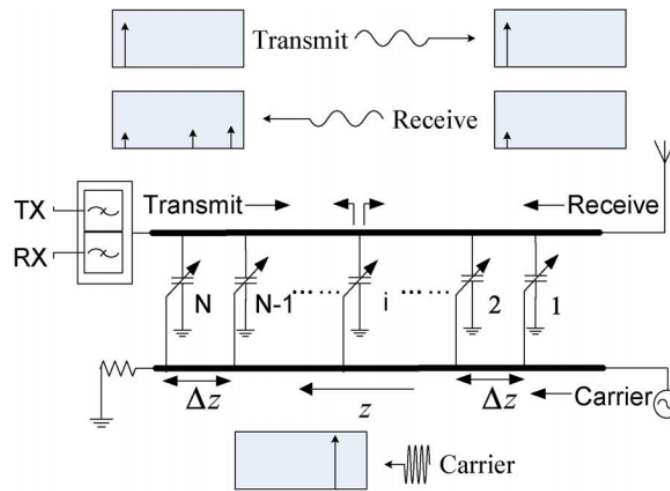 Transmit
Receive
TX
Transmit
Receive
RX
N
N-1
i
2
1
Δz
z
Δz
Carrier
Carrier